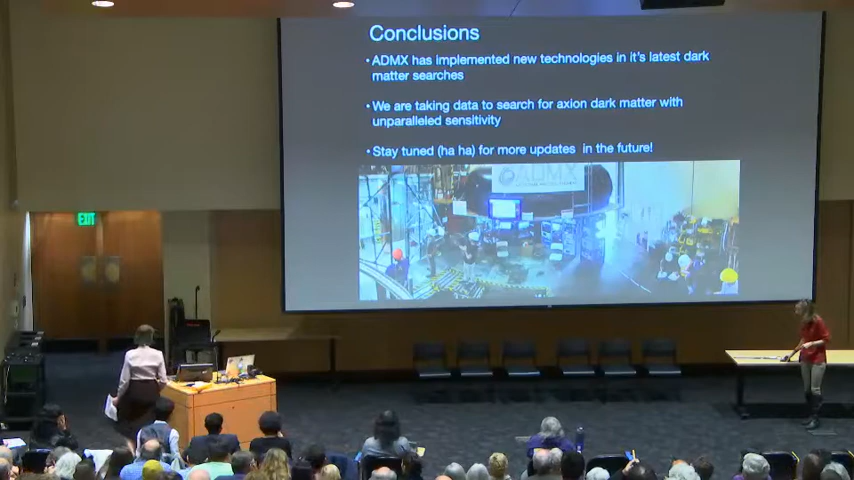 Conclusions
• ADMX has implemented new technologies in it's latest dark
matter searches
• We are taking data to search for axion dark matter with
unparalleled sensitivity
• Stay tuned (ha ha) for more updates in the future!
ADMX
EXIT